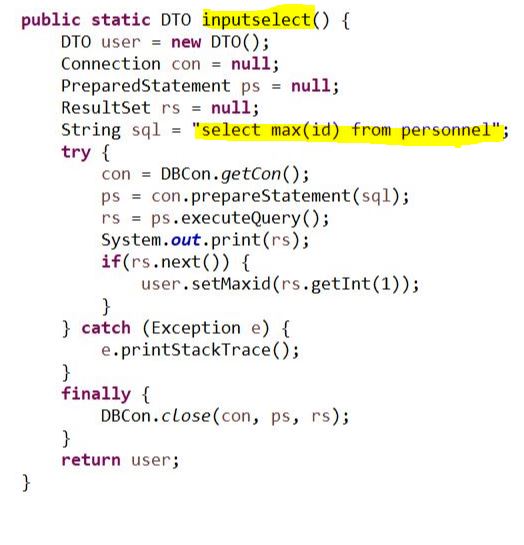 public static DTO inputselect() {
DTO user = new DTO();
Connection con = null;
PreparedStatement ps = null;
ResultSet rs = null;
String sql = "select max(id) from personnel";
try {
con = DBCon.getCon();
ps = con.prepareStatement(sql);
rs = ps.executeQuery();
System.out.print(rs);
if(rs.next()) {
user.setMaxid(rs.getInt(1));
}
} catch (Exception e) {
e.printStackTrace();
}
finally {
DBCon.close(con, ps, rs);
}
return user;
}